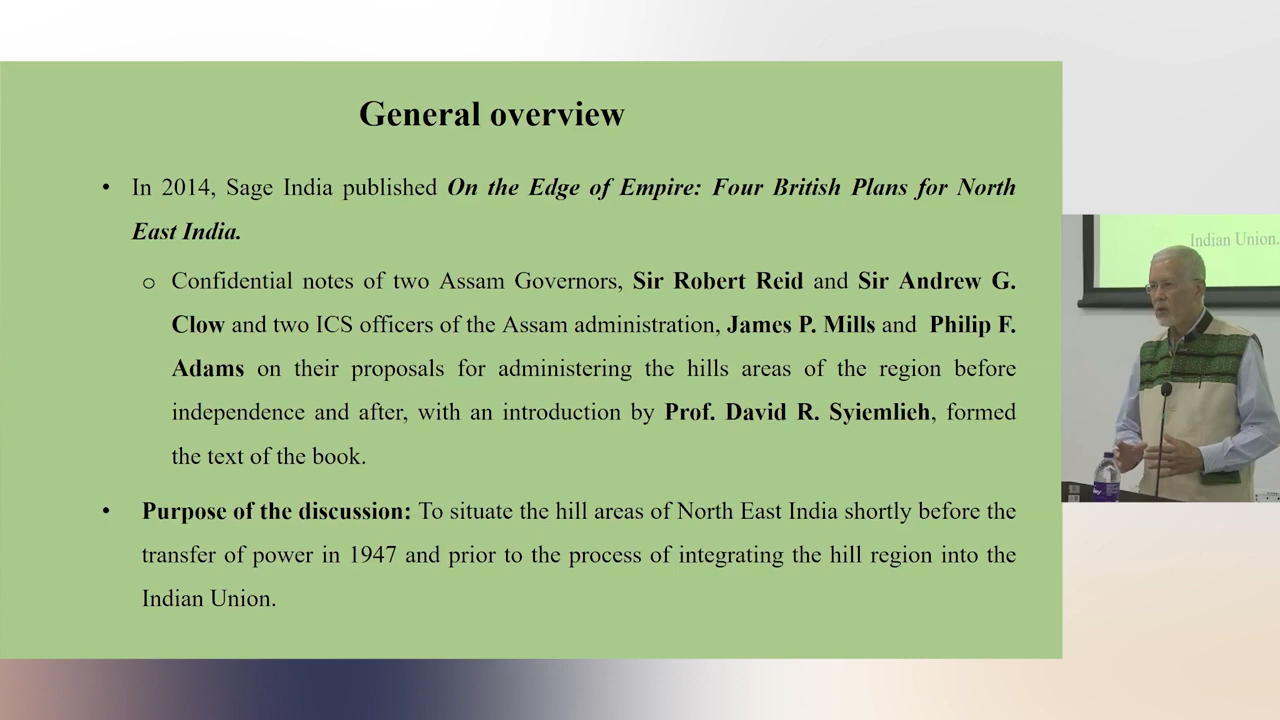 General overview
• In 2014, Sage India published On the Edge of Empire: Four British Plans for North
East India.
o Confidential notes of two Assam Governors, Sir Robert Reid and Sir Andrew G.
Clow and two ICS officers of the Assam administration, James P. Mills and Philip F.
Adams on their proposals for administering the hills areas of the region before
independence and after, with an introduction by Prof. David R. Syiemlieh, formed
the text of the book.
• Purpose of the discussion: To situate the hill areas of North East India shortly before the
transfer of power in 1947 and prior to the process of integrating the hill region into the
Indian Union.
Indian Union.